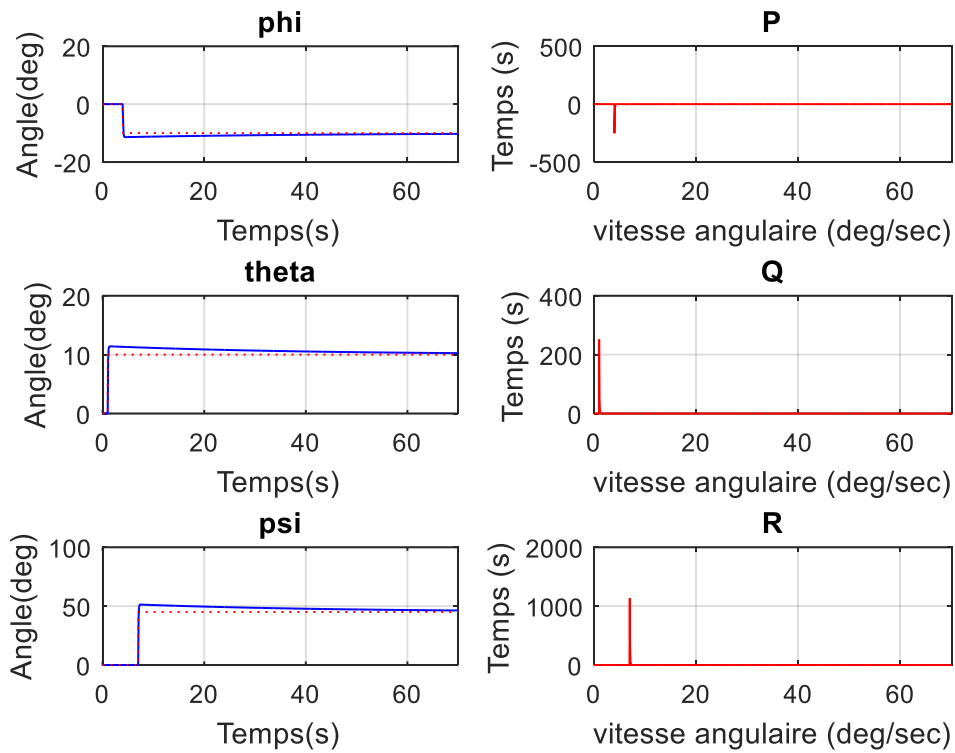 phi
Angle(deg)
20
0
-20
0 20 40 60
Temps(s)
P
Temps (s)
500
0
-500
0 20 40 60
vitesse angulaire (deg/sec)
theta
Angle(deg)
20
10
0
0 20 40 60
Temps(s)
Q
Temps (s)
400
200
0
0 20 40 60
vitesse angulaire (deg/sec)
psi
Angle(deg)
100
50
0
0 20 40 60
Temps(s)
R
Temps (s)
2000
1000
0
0 20 40 60
vitesse angulaire (deg/sec)